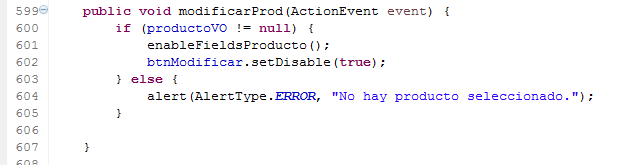 599 public void modificarProd(ActionEvent event) {
600 if (productoVO != null) {
601 enableFieldsProducto();
602 btnModificar.setDisable(true);
603 } else {
604 alert(AlertType.ERROR, "No hay producto seleccionado.");
605 }
606
607 }
608